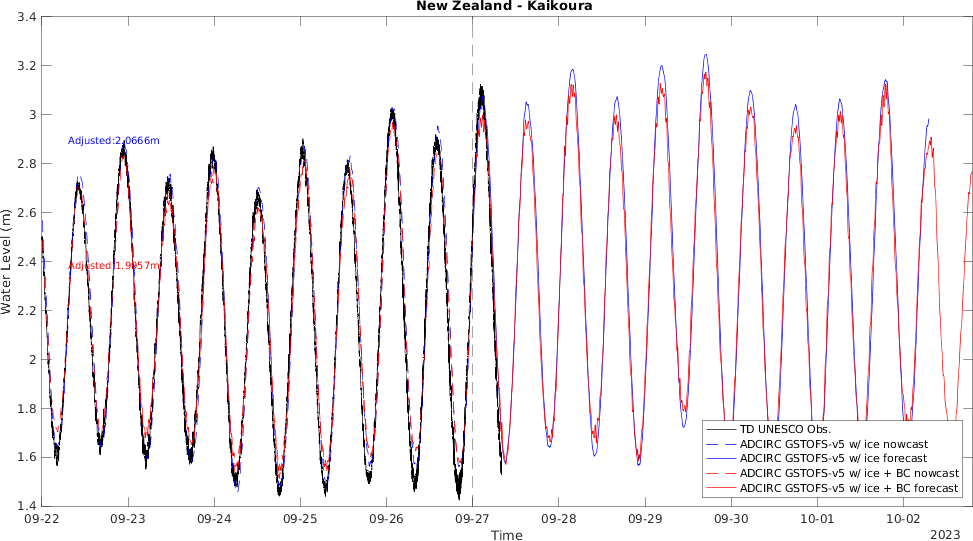 New Zealand - Kaikoura
3.4
3.2
3
2.8
2.6
2.4
2.2
2
1.8
1.6
1.4
Water Level (m)
Adjusted:2.0666m
Adjusted:1.9957m
TD UNESCO Obs.
ADCIRC GSTOFS-v5 w/ ice nowcast
ADCIRC GSTOFS-v5 w/ ice forecast
ADCIRC GSTOFS-v5 w/ ice + BC nowcast
ADCIRC GSTOFS-v5 w/ ice + BC forecast
09-22 09-23 09-24 09-25 09-26 09-27 09-28 09-29 09-30 10-01 10-02
Time
2023